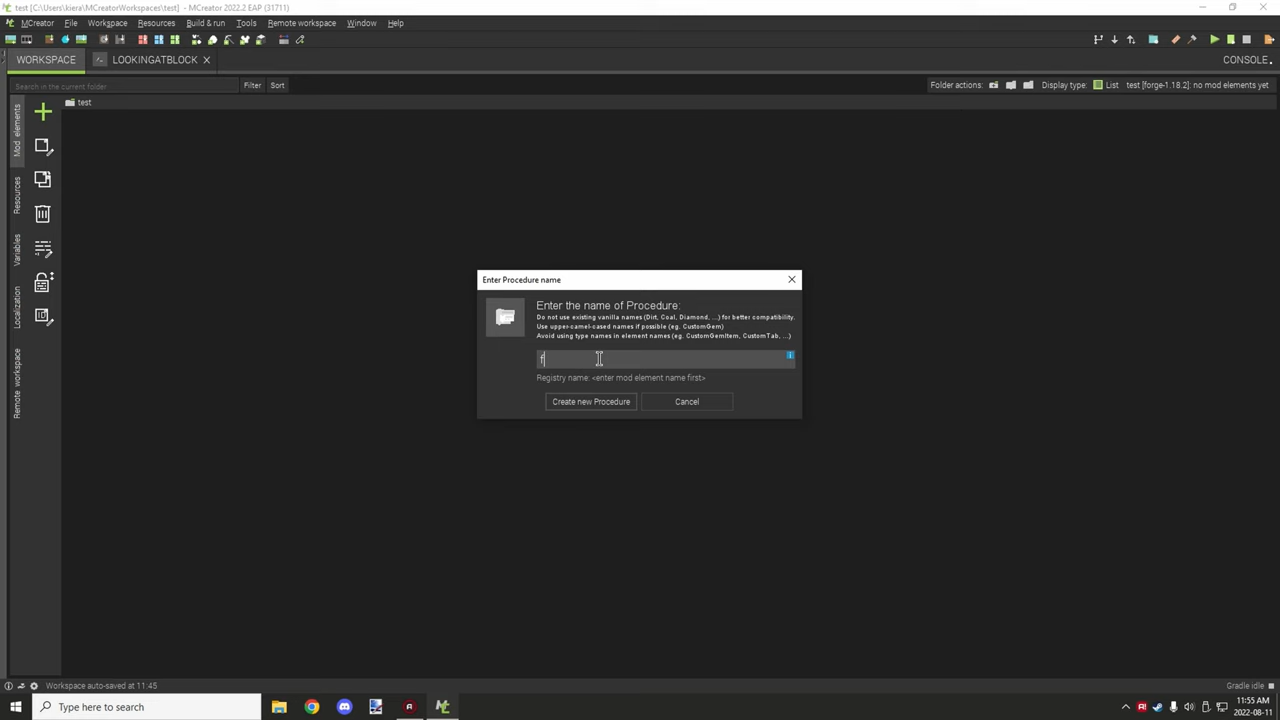 test [C:\Users\kiera\MCreatorWorkspaces\test] - MCreator 2022.2 EAP (31711)
MCreator File Workspace Resources Build & run Tools Remote workspace Window Help
WORKSPACE LOOKINGATBLOCK CONSOLE
Search in the current folder Filter Sort Folder actions: Display type: List test [forge-1.18.2]: no mod elements yet
test
Mod elements
Resources
Variables
Localization
Remote workspace
Enter Procedure name
Enter the name of Procedure:
Do not use existing vanilla names (Dirt, Coal, Diamond, ...) for better compatibility.
Use upper-camel-cased names if possible (eg. CustomGem)
Avoid using type names in element names (eg. CustomGemItem, CustomTab, ...)
f
Registry name: <enter mod element name first>
Create new Procedure Cancel
Workspace auto-saved at 11:45 Gradle idle
Type here to search
11:55 AM
2022-08-11